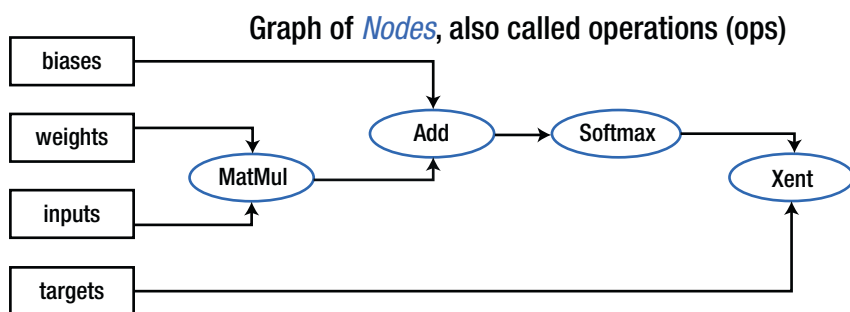 Graph of Nodes, also called operations (ops)
biases
weights
inputs
targets
MatMul
Add
Softmax
Xent